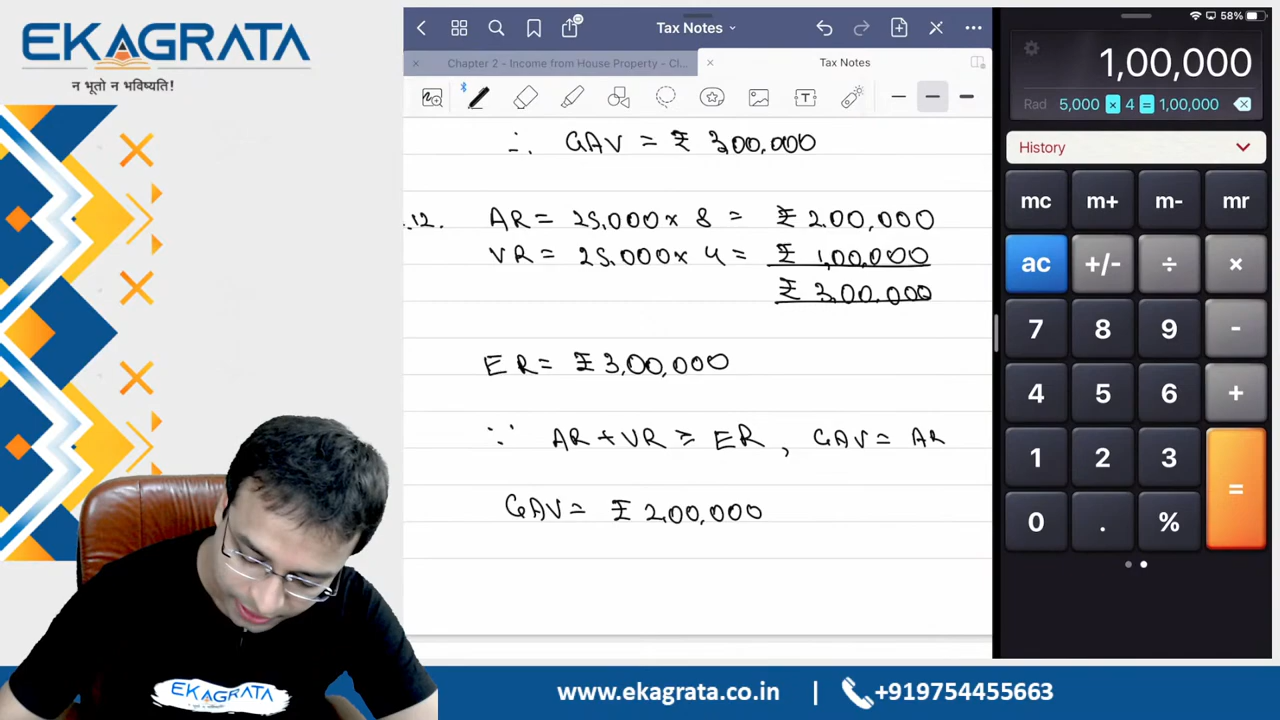 EKAGRATA
न भूतो न भविष्यति!
Tax Notes
58%
Chapter 2 - Income from House Property - Cl...
Tax Notes
∴ GAV = ₹ 3,00,000
.12. AR = 25,000 x 8 = ₹ 2,00,000
VR = 25,000 x 4 = ₹ 1,00,000
₹ 3,00,000
ER = ₹ 3,00,000
∵ AR + VR ≥ ER, GAV = AR
GAV = ₹ 2,00,000
1,00,000
Rad 5,000 × 4 = 1,00,000
History
mc m+ m- mr
ac +/- ÷ ×
7 8 9 -
4 5 6 +
1 2 3 =
0 . %
EKAGRATA
www.ekagrata.co.in | +919754455663